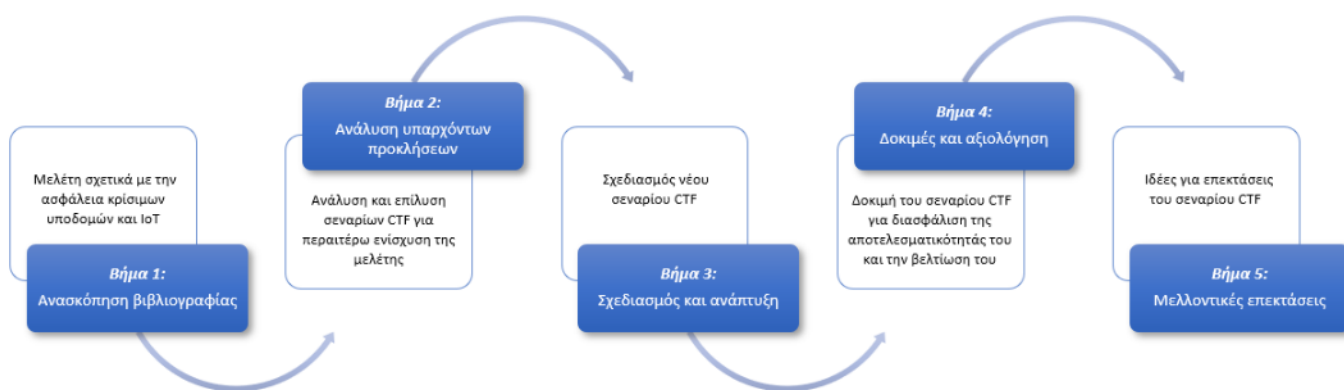 Μελέτη σχετικά με την
ασφάλεια κρίσιμων
υποδομών και IoT
Βήμα 1:
Ανασκόπηση βιβλιογραφίας
Βήμα 2:
Ανάλυση υπαρχόντων
προκλήσεων
Ανάλυση και επίλυση
σεναρίων CTF για
περαιτέρω ενίσχυση της
μελέτης
Σχεδιασμός νέου
σεναρίου CTF
Βήμα 3:
Σχεδιασμός και ανάπτυξη
Βήμα 4:
Δοκιμές και αξιολόγηση
Δοκιμή του σεναρίου CTF
για διασφάλιση της
αποτελεσματικότητάς του
και την βελτίωση του
Ιδέες για επεκτάσεις
του σεναρίου CTF
Βήμα 5:
Μελλοντικές επεκτάσεις